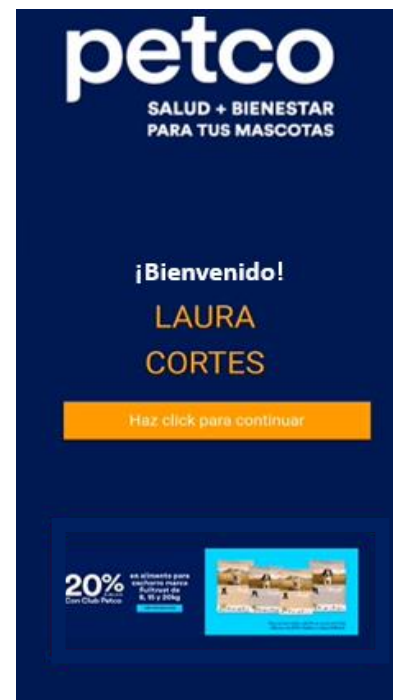 petco
SALUD + BIENESTAR
PARA TUS MASCOTAS
¡Bienvenido!
LAURA
CORTES
Haz click para continuar
20%
Con Club Petco
en alimento para
cachorro marca
Fulltrust de
8, 15 y 20kg